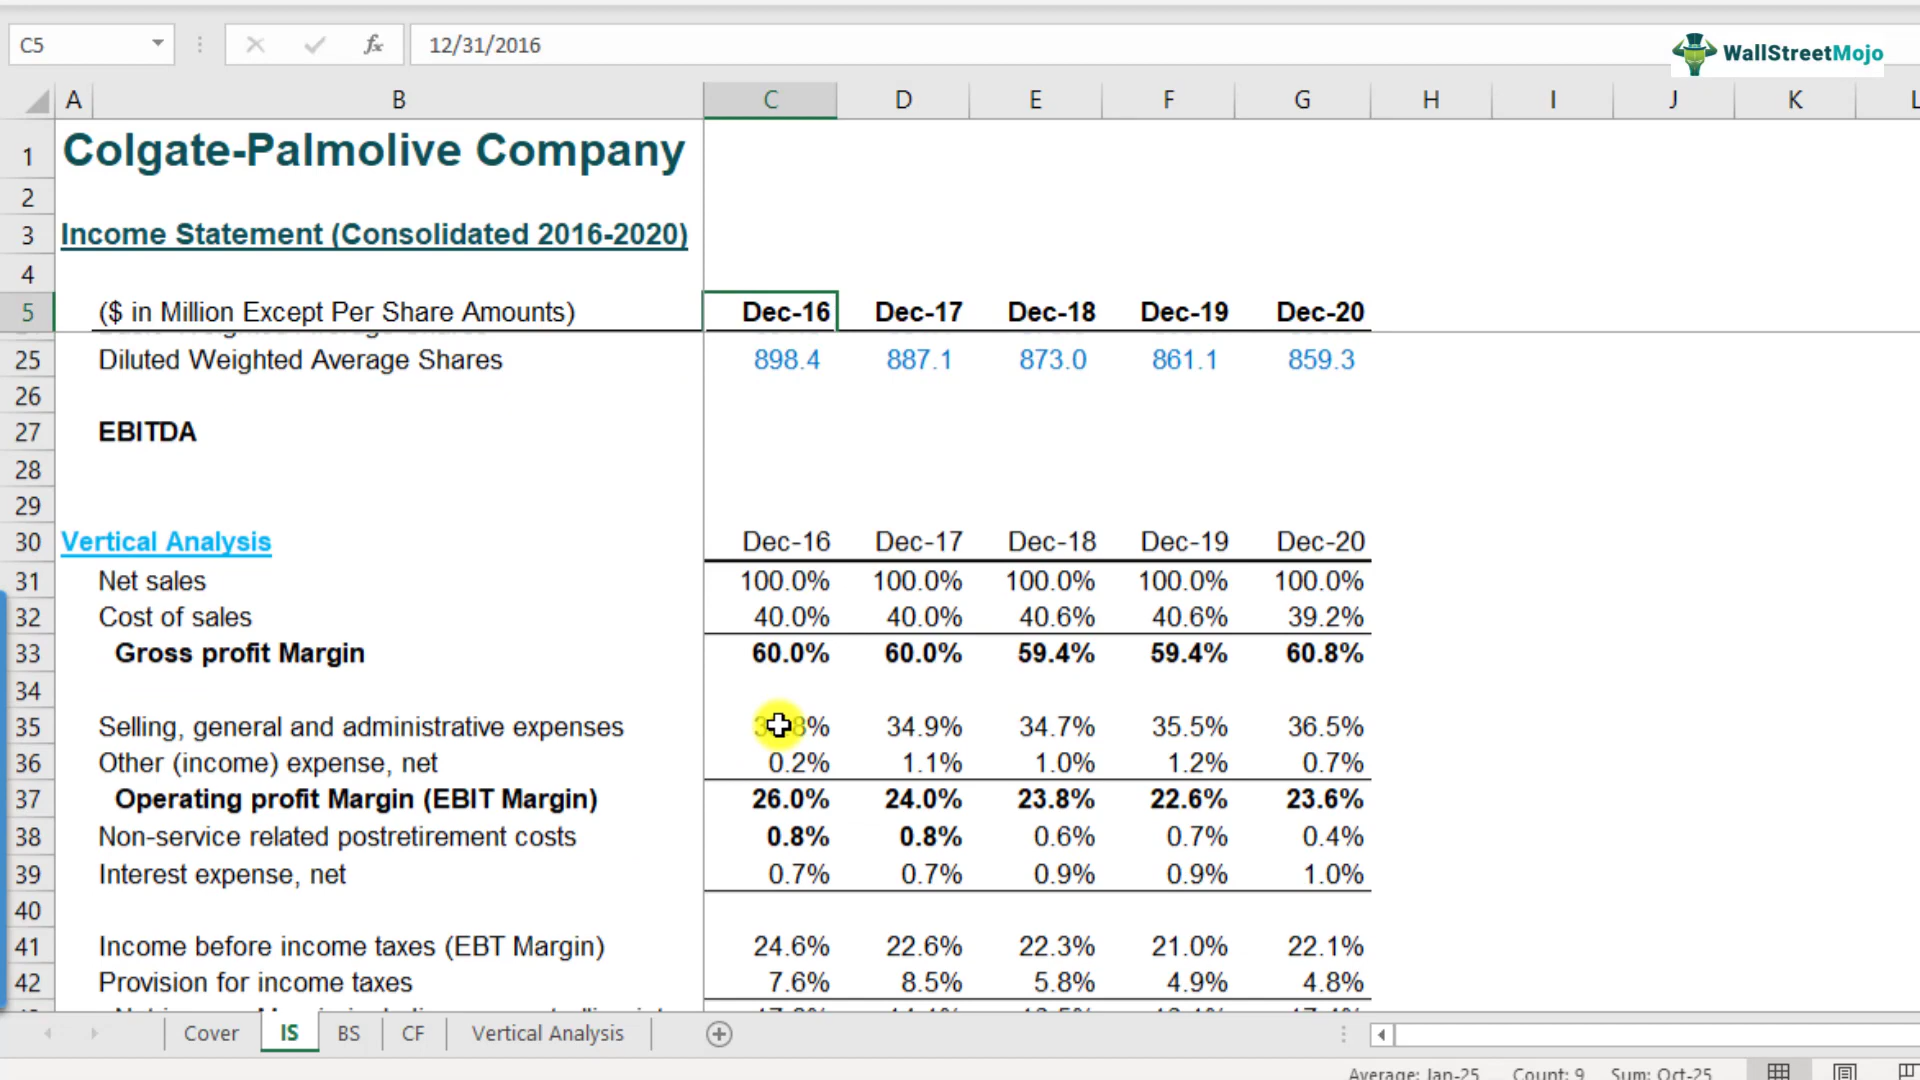 C5
fx
12/31/2016
WallStreetMojo
A B C D E F G H I J K L
1 Colgate-Palmolive Company
2
3 Income Statement (Consolidated 2016-2020)
4
5 ($ in Million Except Per Share Amounts) Dec-16 Dec-17 Dec-18 Dec-19 Dec-20
25 Diluted Weighted Average Shares 898.4 887.1 873.0 861.1 859.3
26
27 EBITDA
28
29
30 Vertical Analysis Dec-16 Dec-17 Dec-18 Dec-19 Dec-20
31 Net sales 100.0% 100.0% 100.0% 100.0% 100.0%
32 Cost of sales 40.0% 40.0% 40.6% 40.6% 39.2%
33 Gross profit Margin 60.0% 60.0% 59.4% 59.4% 60.8%
34
35 Selling, general and administrative expenses 34.9% 34.7% 35.5% 36.5%
36 Other (income) expense, net 0.2% 1.1% 1.0% 1.2% 0.7%
37 Operating profit Margin (EBIT Margin) 26.0% 24.0% 23.8% 22.6% 23.6%
38 Non-service related postretirement costs 0.8% 0.8% 0.6% 0.7% 0.4%
39 Interest expense, net 0.7% 0.7% 0.9% 0.9% 1.0%
40
41 Income before income taxes (EBT Margin) 24.6% 22.6% 22.3% 21.0% 22.1%
42 Provision for income taxes 7.6% 8.5% 5.8% 4.9% 4.8%
Cover IS BS CF Vertical Analysis
Average: Jan-25 Count: 9 Sum: Oct-25